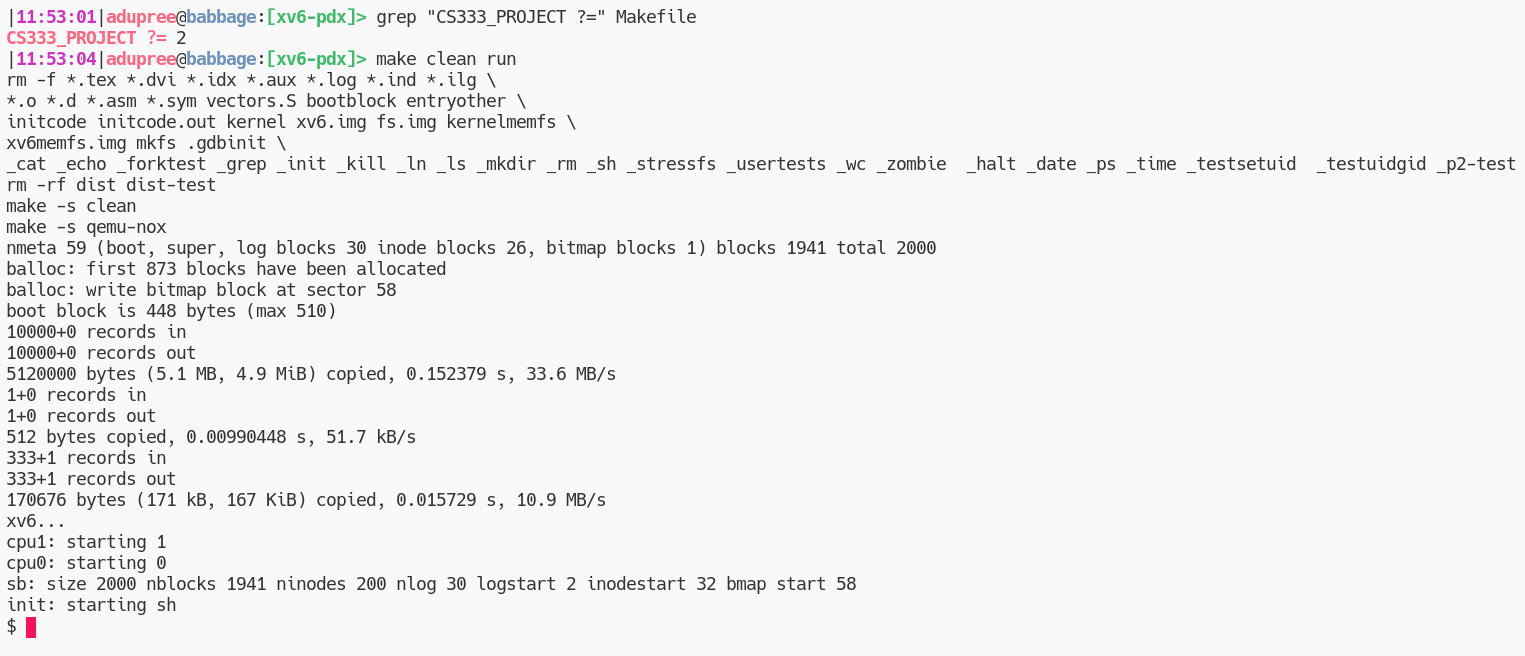 |11:53:01|adupree@babbage:[xv6-pdx]> grep "CS333_PROJECT ?=" Makefile
CS333_PROJECT ?= 2
|11:53:04|adupree@babbage:[xv6-pdx]> make clean run
rm -f *.tex *.dvi *.idx *.aux *.log *.ind *.ilg \
*.o *.d *.asm *.sym vectors.S bootblock entryother \
initcode initcode.out kernel xv6.img fs.img kernelmemfs \
xv6memfs.img mkfs .gdbinit \
_cat _echo _forktest _grep _init _kill _ln _ls _mkdir _rm _sh _stressfs _usertests _wc _zombie  _halt _date _ps _time _testsetuid  _testuidgid _p2-test
rm -rf dist dist-test
make -s clean
make -s qemu-nox
nmeta 59 (boot, super, log blocks 30 inode blocks 26, bitmap blocks 1) blocks 1941 total 2000
balloc: first 873 blocks have been allocated
balloc: write bitmap block at sector 58
boot block is 448 bytes (max 510)
10000+0 records in
10000+0 records out
5120000 bytes (5.1 MB, 4.9 MiB) copied, 0.152379 s, 33.6 MB/s
1+0 records in
1+0 records out
512 bytes copied, 0.00990448 s, 51.7 kB/s
333+1 records in
333+1 records out
170676 bytes (171 kB, 167 KiB) copied, 0.015729 s, 10.9 MB/s
xv6...
cpu1: starting 1
cpu0: starting 0
sb: size 2000 nblocks 1941 ninodes 200 nlog 30 logstart 2 inodestart 32 bmap start 58
init: starting sh
$